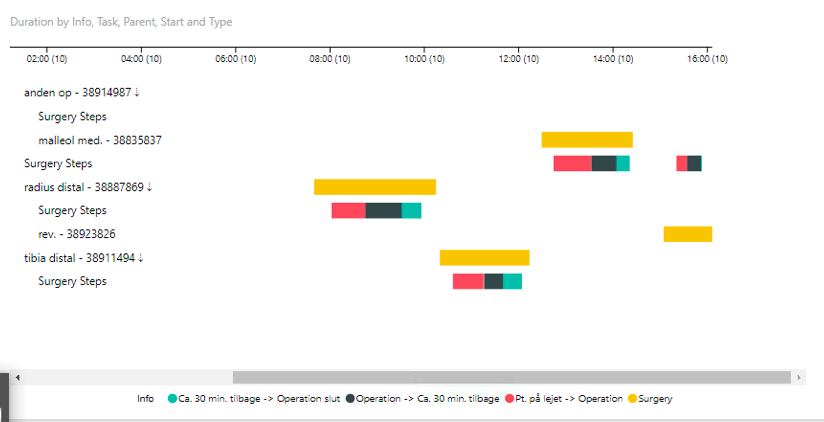 Duration by Info, Task, Parent, Start and Type
02:00 (10) 04:00 (10) 06:00 (10) 08:00 (10) 10:00 (10) 12:00 (10) 14:00 (10) 16:00 (10)
anden op - 38914987 ↓
Surgery Steps
malleol med. - 38835837
Surgery Steps
radius distal - 38887869 ↓
Surgery Steps
rev. - 38923826
tibia distal - 38911494 ↓
Surgery Steps
Info Ca. 30 min. tilbage -> Operation slut Operation -> Ca. 30 min. tilbage Pt. på lejet -> Operation Surgery